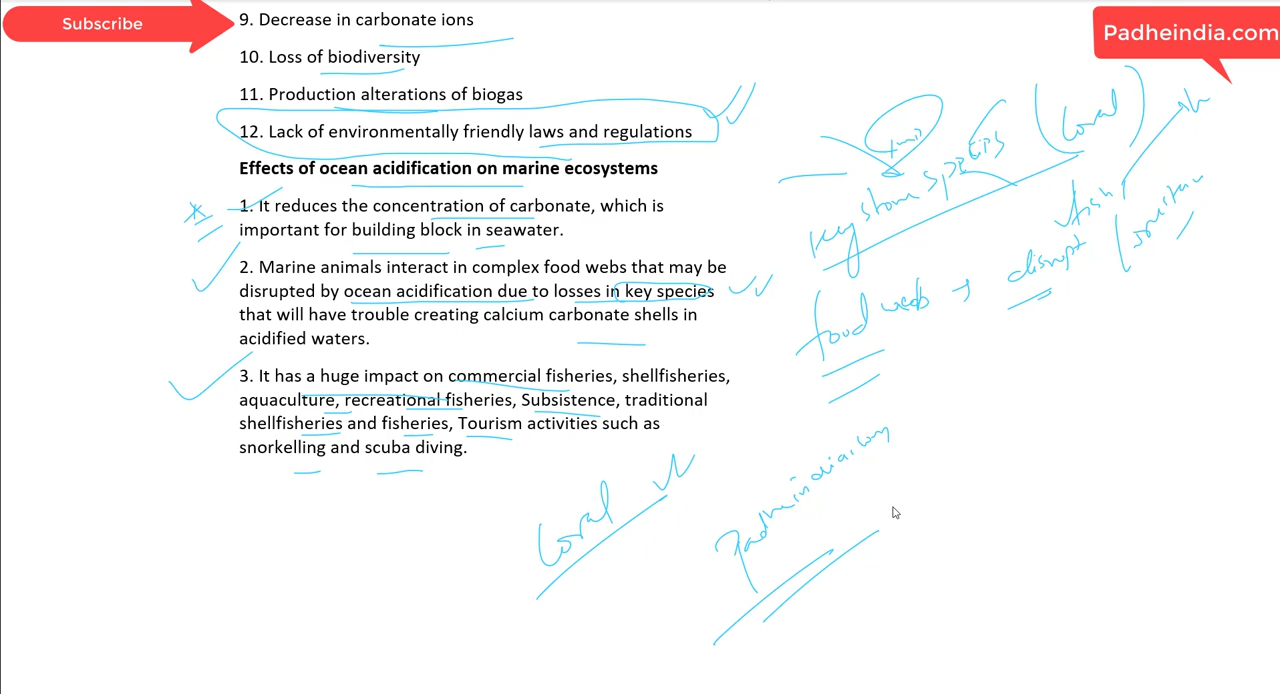 Subscribe
Padheindia.com
9. Decrease in carbonate ions
10. Loss of biodiversity
11. Production alterations of biogas
12. Lack of environmentally friendly laws and regulations
Effects of ocean acidification on marine ecosystems
1. It reduces the concentration of carbonate, which is
important for building block in seawater.
2. Marine animals interact in complex food webs that may be
disrupted by ocean acidification due to losses in key species
that will have trouble creating calcium carbonate shells in
acidified waters.
3. It has a huge impact on commercial fisheries, shellfisheries,
aquaculture, recreational fisheries, Subsistence, traditional
shellfisheries and fisheries, Tourism activities such as
snorkelling and scuba diving.
Keystone species (Coral)
food web → disrupt
fish
Coral
Padheindia.com